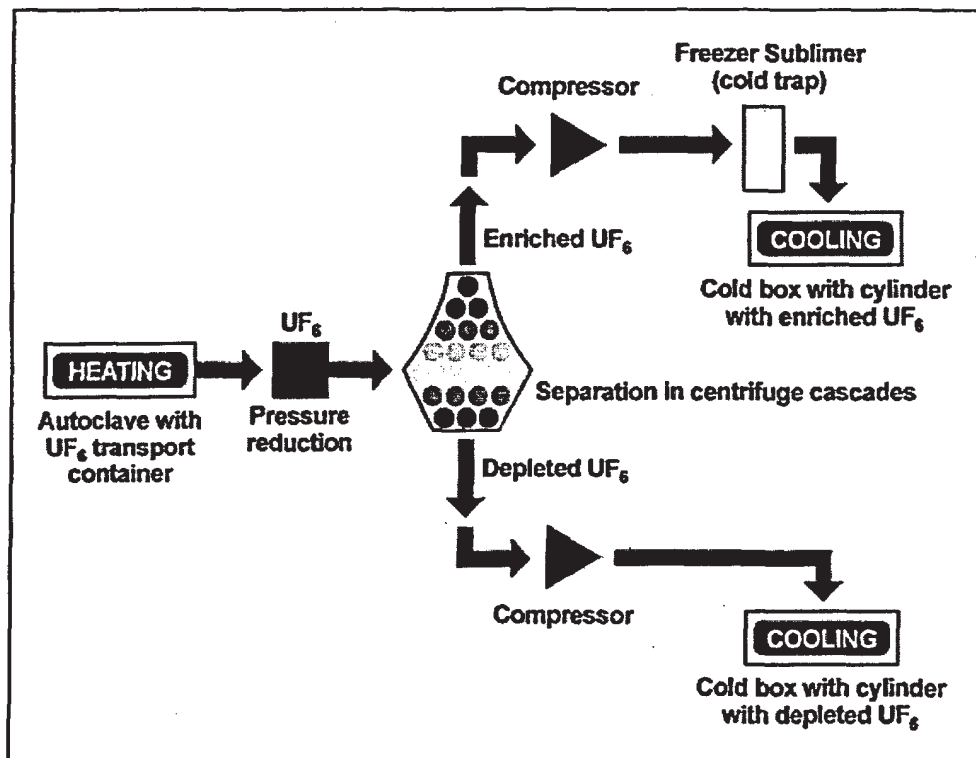 Freezer Sublimer
(cold trap)
Compressor
Enriched UF₆
COOLING
Cold box with cylinder
with enriched UF₆
UF₆
HEATING
Autoclave with
UF₆ transport
container
Pressure
reduction
Separation in centrifuge cascades
Depleted UF₆
Compressor
COOLING
Cold box with cylinder
with depleted UF₆